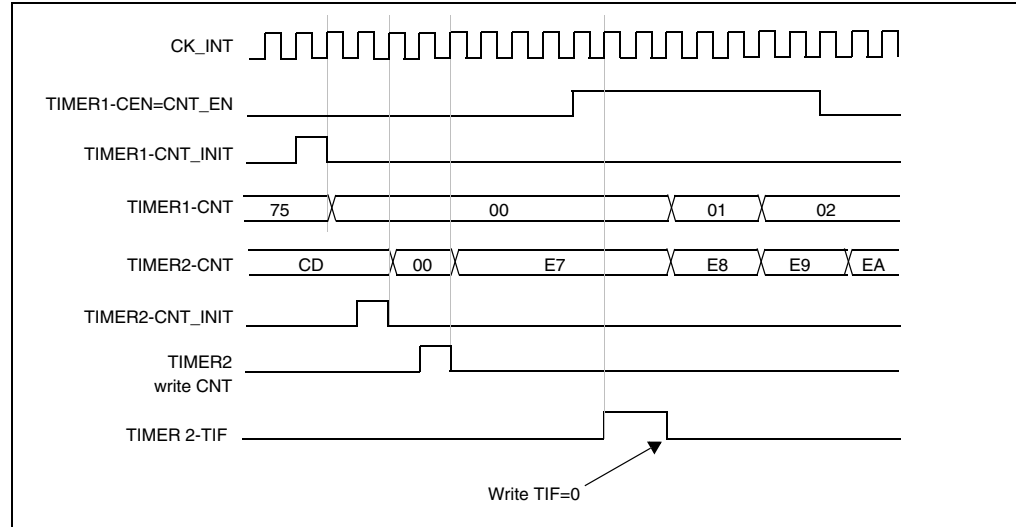 CK_INT
TIMER1-CEN=CNT_EN
TIMER1-CNT_INIT
TIMER1-CNT
75 00 01 02
TIMER2-CNT
CD 00 E7 E8 E9 EA
TIMER2-CNT_INIT
TIMER2
write CNT
TIMER 2-TIF
Write TIF=0